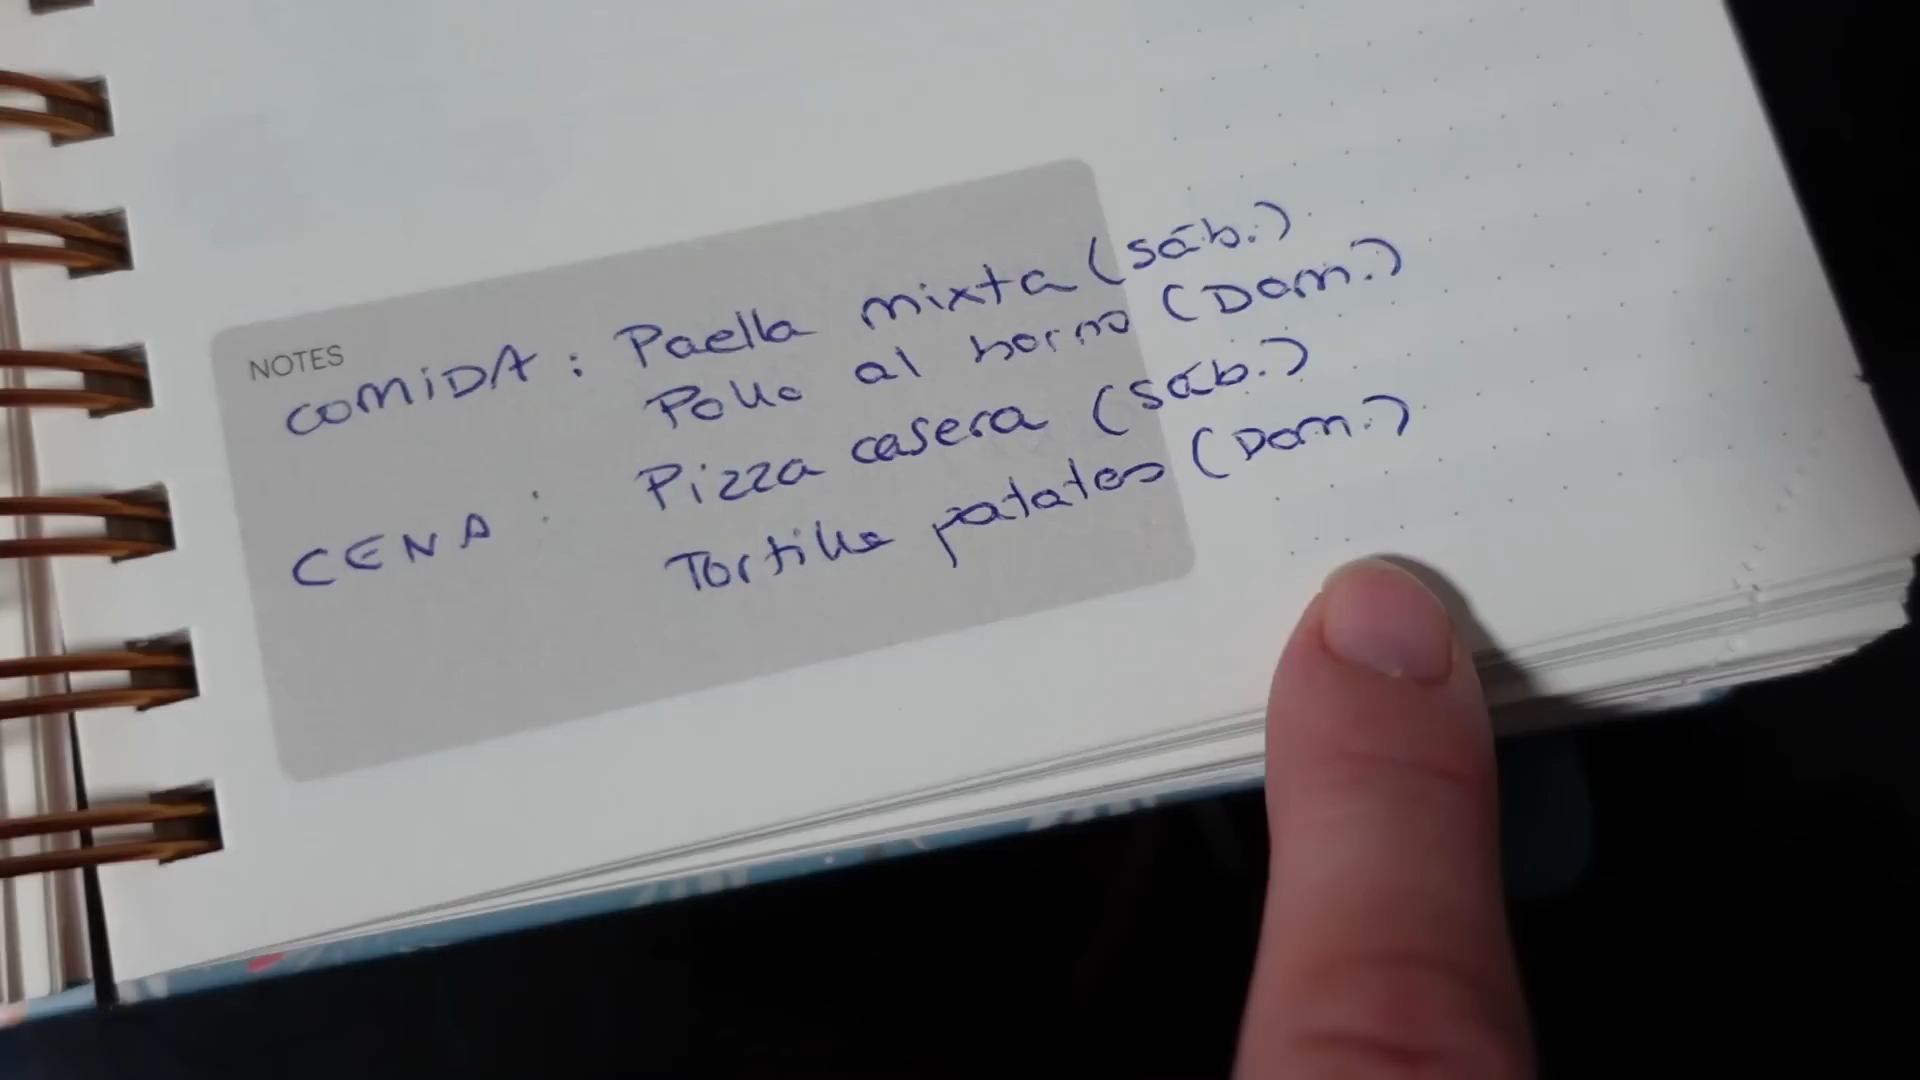 NOTES
COMIDA: Paella mixta (Sáb.)
Pollo al horno (Dom.)
CENA: Pizza casera (Sáb.)
Tortilla patatas (Dom.)